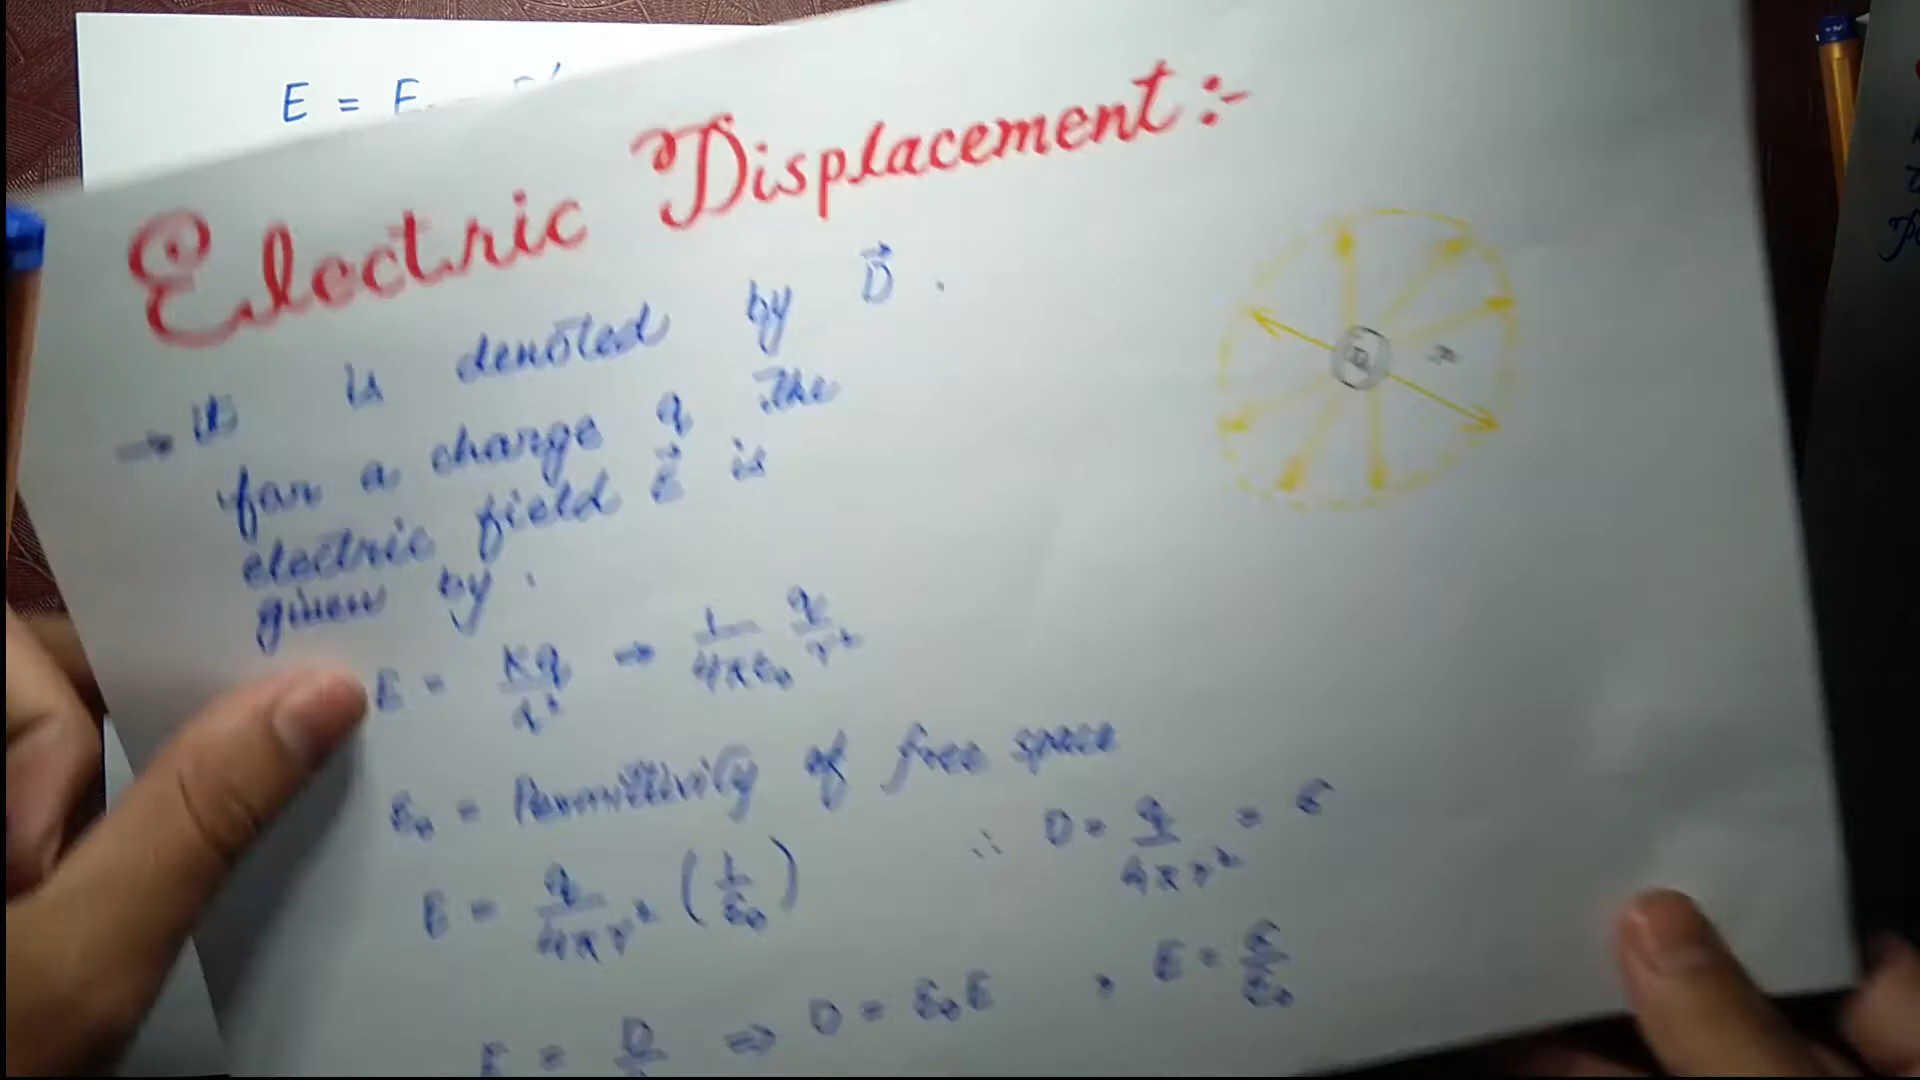 E = E
Electric Displacement :-
→ It is denoted by D⃗ .
for a charge q the
electric field E⃗ is
given by :
E = Kq/r² → 1/4πε₀ q/r²
ε₀ = Permittivity of free space
E = q/4πr² (1/ε₀) ∴ D = q/4πr² = σ
E = D ⇒ D = ε₀E , E = σ/ε₀